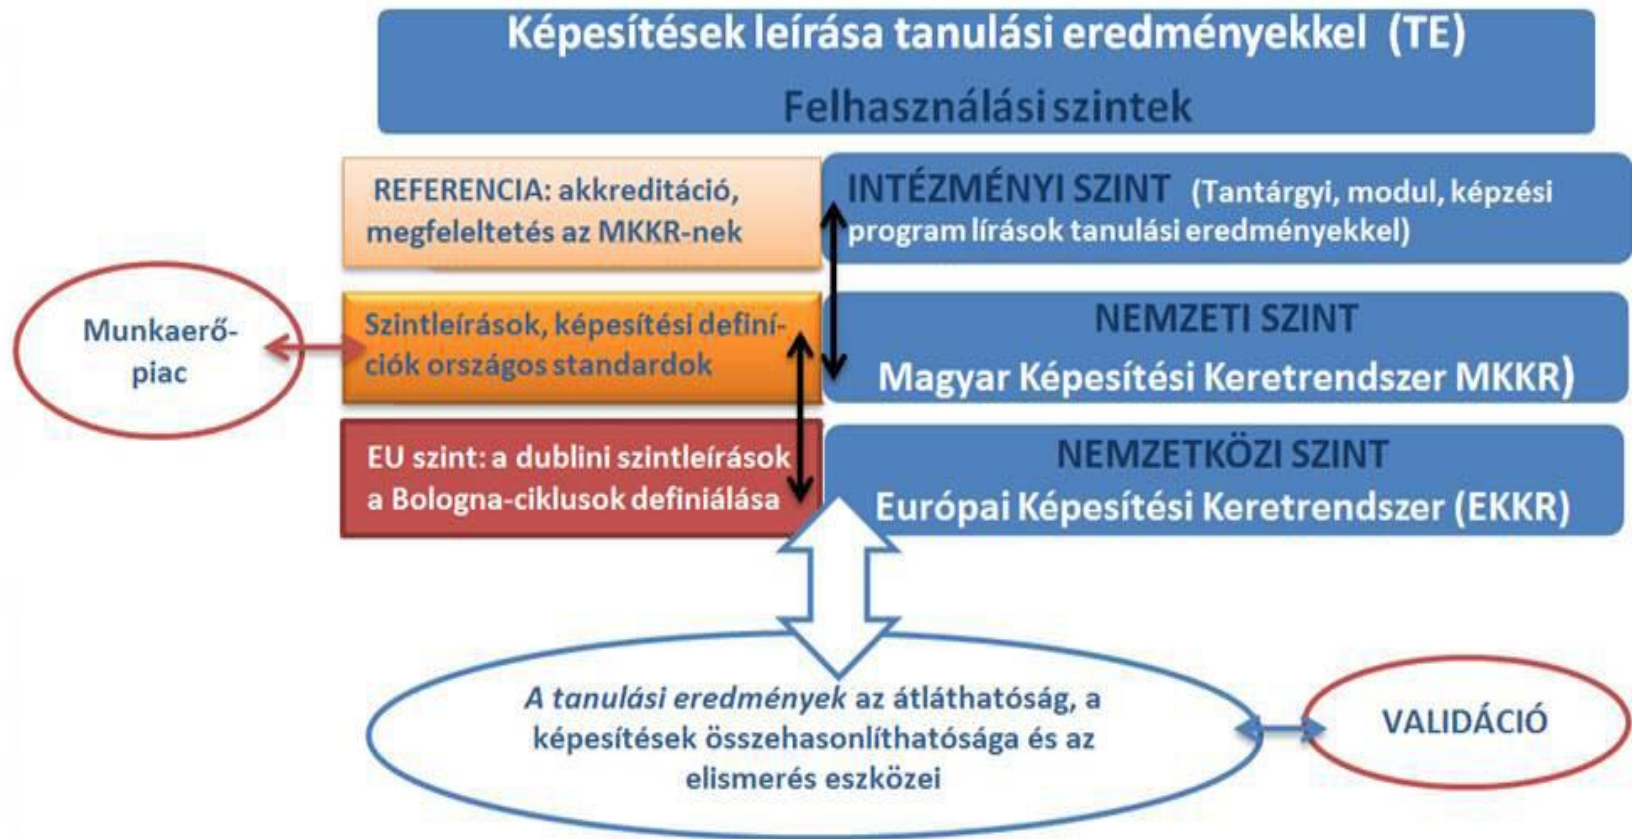 Képesítések leírása tanulási eredményekkel (TE)
Felhasználási szintek
REFERENCIA: akkreditáció,
megfeleltetés az MKKR-nek
INTÉZMÉNYI SZINT (Tantárgyi, modul, képzési
program lírások tanulási eredményekkel)
Munkaerő-
piac
Szintleírások, képesítési definí-
ciók országos standardok
NEMZETI SZINT
Magyar Képesítési Keretrendszer MKKR)
EU szint: a dublini szintleírások
a Bologna-ciklusok definiálása
NEMZETKÖZI SZINT
Európai Képesítési Keretrendszer (EKKR)
A tanulási eredmények az átláthatóság, a
képesítések összehasonlíthatósága és az
elismerés eszközei
VALIDÁCIÓ